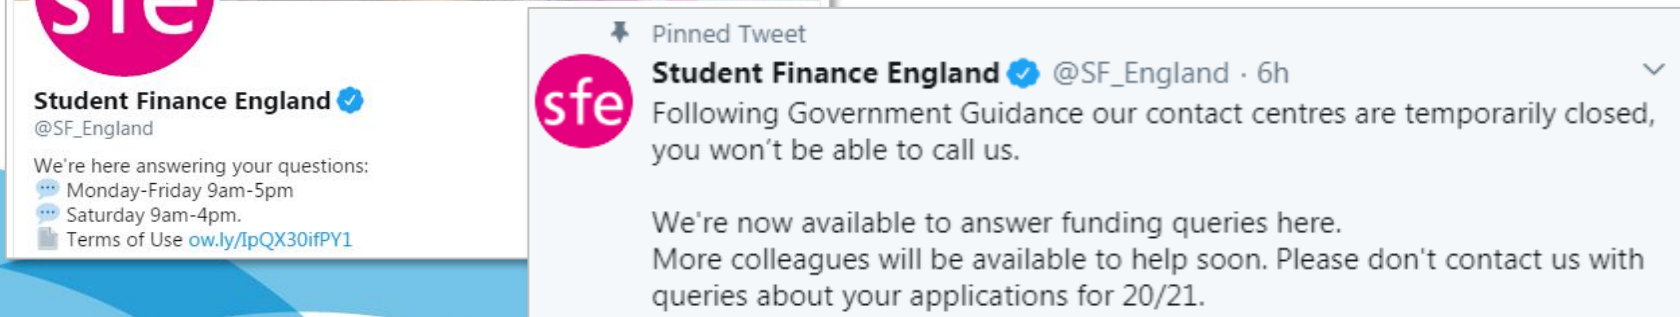 sfe
Student Finance England
@SF_England
We're here answering your questions:
Monday-Friday 9am-5pm
Saturday 9am-4pm.
Terms of Use ow.ly/IpQX30ifPY1
Pinned Tweet
sfe
Student Finance England @SF_England · 6h
Following Government Guidance our contact centres are temporarily closed,
you won't be able to call us.
We're now available to answer funding queries here.
More colleagues will be available to help soon. Please don't contact us with
queries about your applications for 20/21.